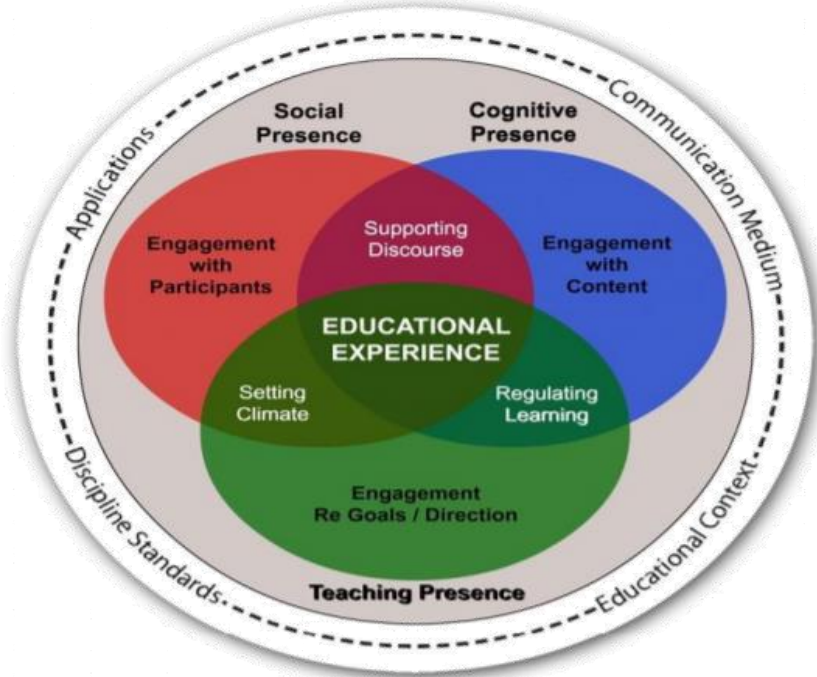 Social
Presence
Cognitive
Presence
Applications
Communication Medium
Supporting
Discourse
Engagement
with
Participants
Engagement
with
Content
EDUCATIONAL
EXPERIENCE
Setting
Climate
Regulating
Learning
Engagement
Re Goals / Direction
Discipline Standards
Educational Context
Teaching Presence